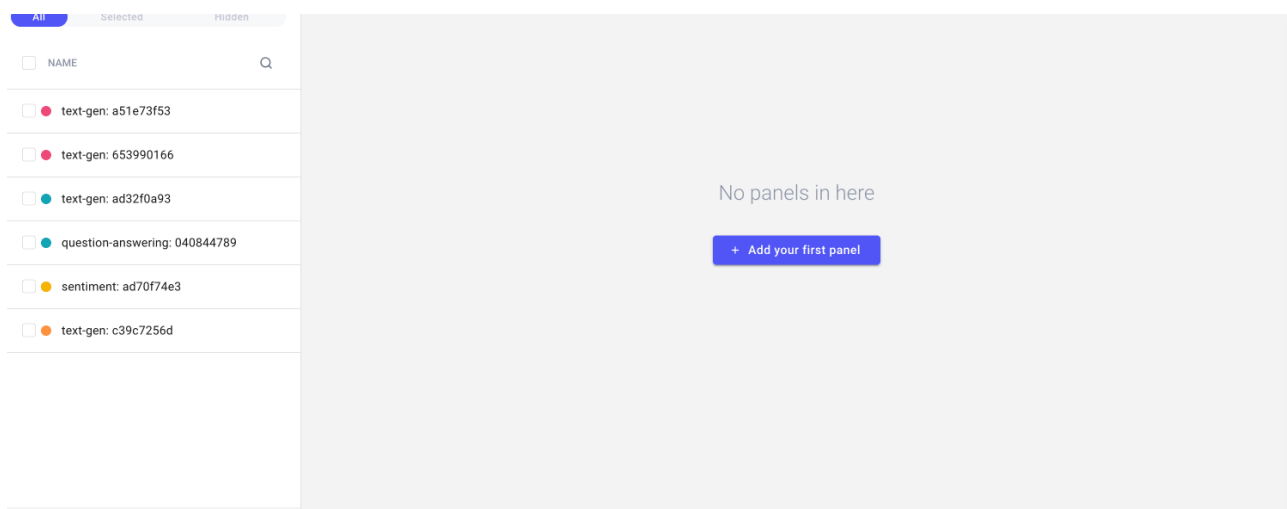 All
Selected
Hidden
NAME
text-gen: a51e73f53
text-gen: 653990166
text-gen: ad32f0a93
question-answering: 040844789
sentiment: ad70f74e3
text-gen: c39c7256d
No panels in here
+ Add your first panel